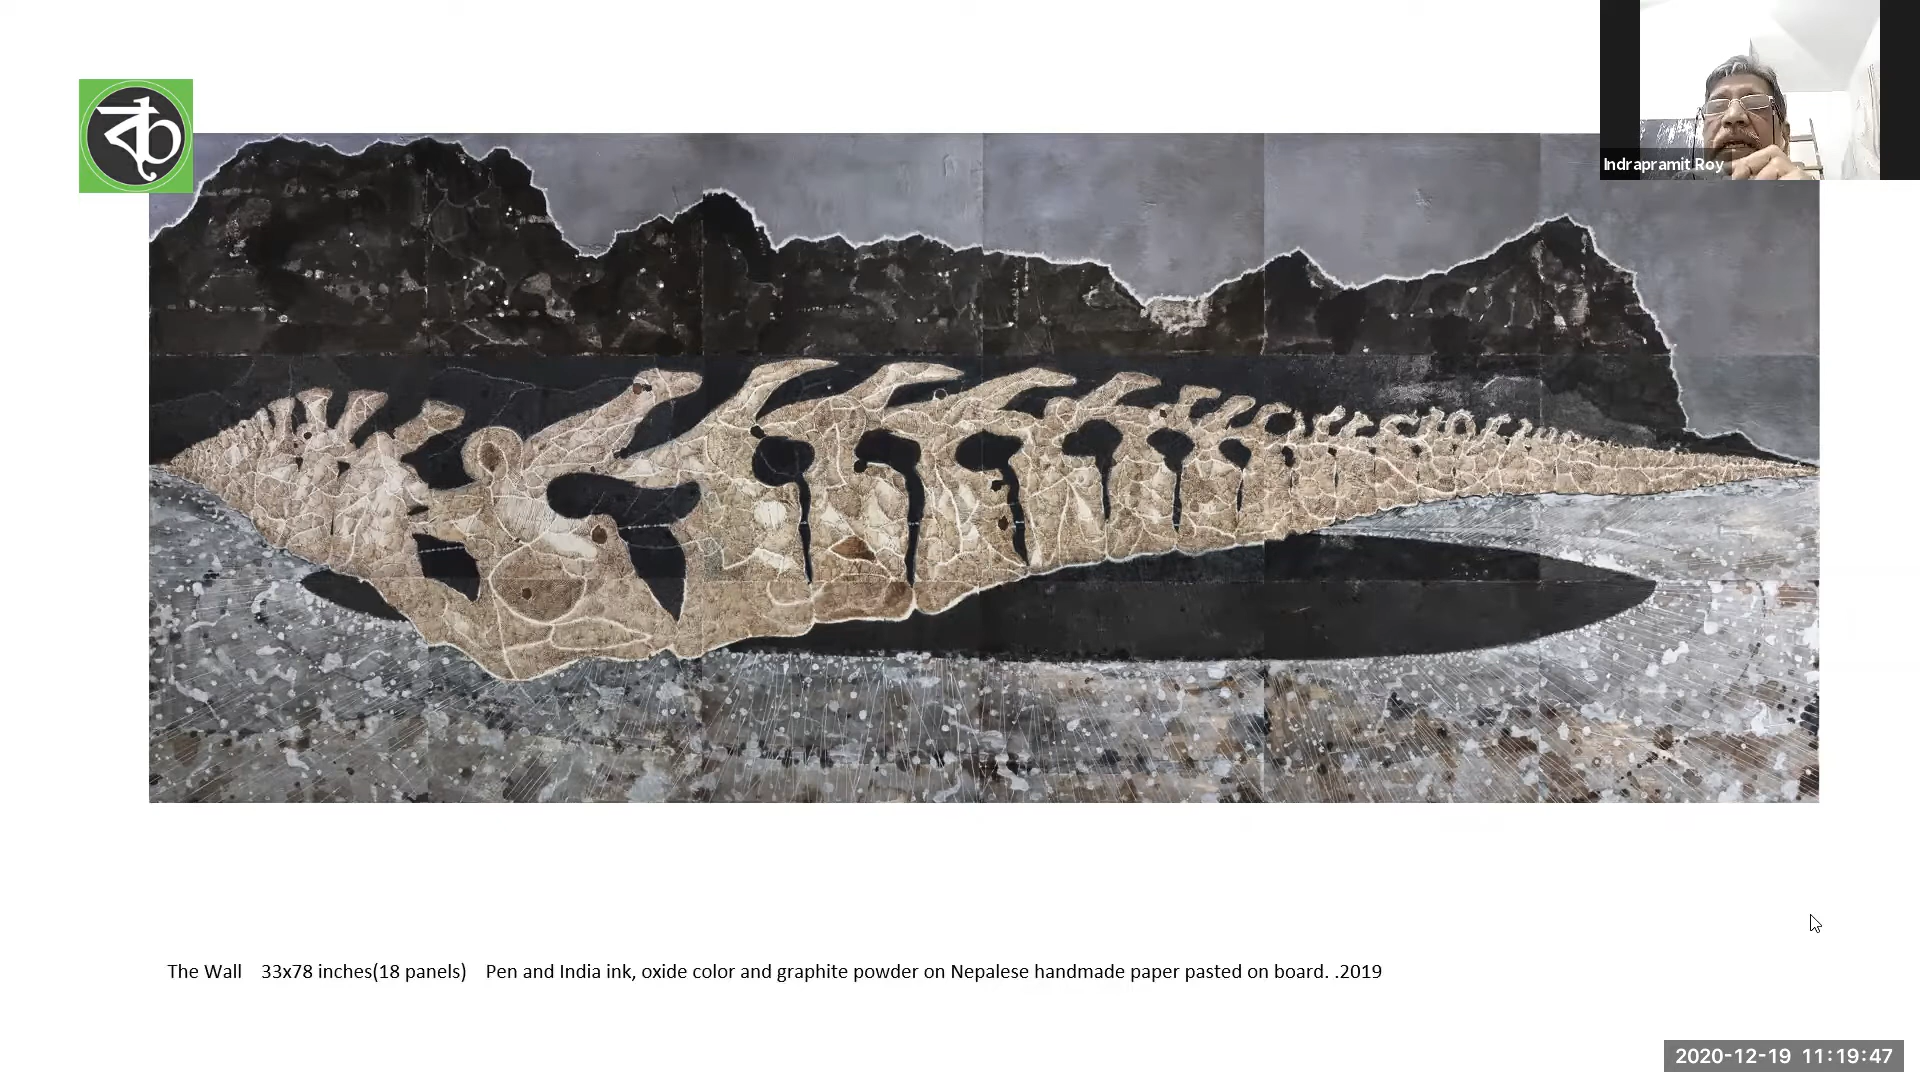 Indrapramit Roy
The Wall 33x78 inches(18 panels) Pen and India ink, oxide color and graphite powder on Nepalese handmade paper pasted on board. .2019
2020-12-19 11:19:47